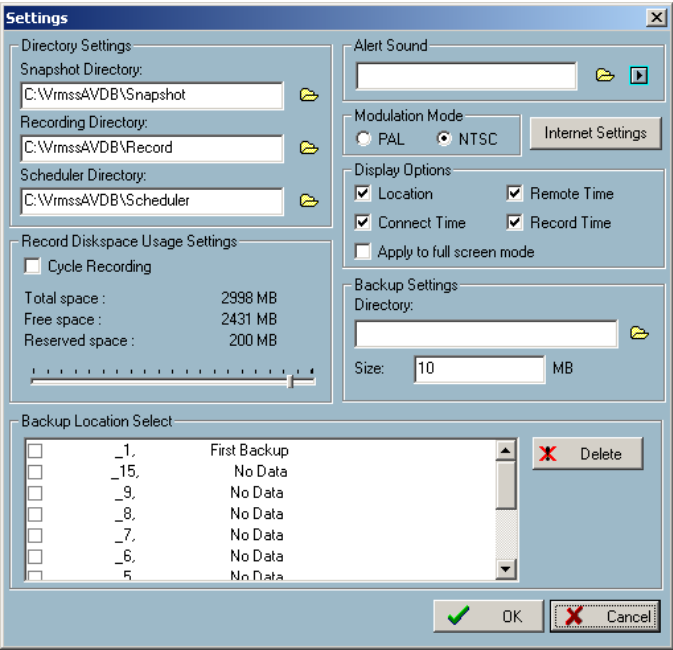 Settings
Directory Settings
Snapshot Directory:
C:\VrmssAVDB\Snapshot
Recording Directory:
C:\VrmssAVDB\Record
Scheduler Directory:
C:\VrmssAVDB\Scheduler
Record Diskspace Usage Settings
Cycle Recording
Total space : 2998 MB
Free space : 2431 MB
Reserved space : 200 MB
Alert Sound
Modulation Mode
PAL NTSC
Internet Settings
Display Options
Location Remote Time
Connect Time Record Time
Apply to full screen mode
Backup Settings
Directory:
Size: 10 MB
Backup Location Select
_1, First Backup
_15, No Data
_9, No Data
_8, No Data
_7, No Data
_6, No Data
_5, No Data
Delete
OK Cancel